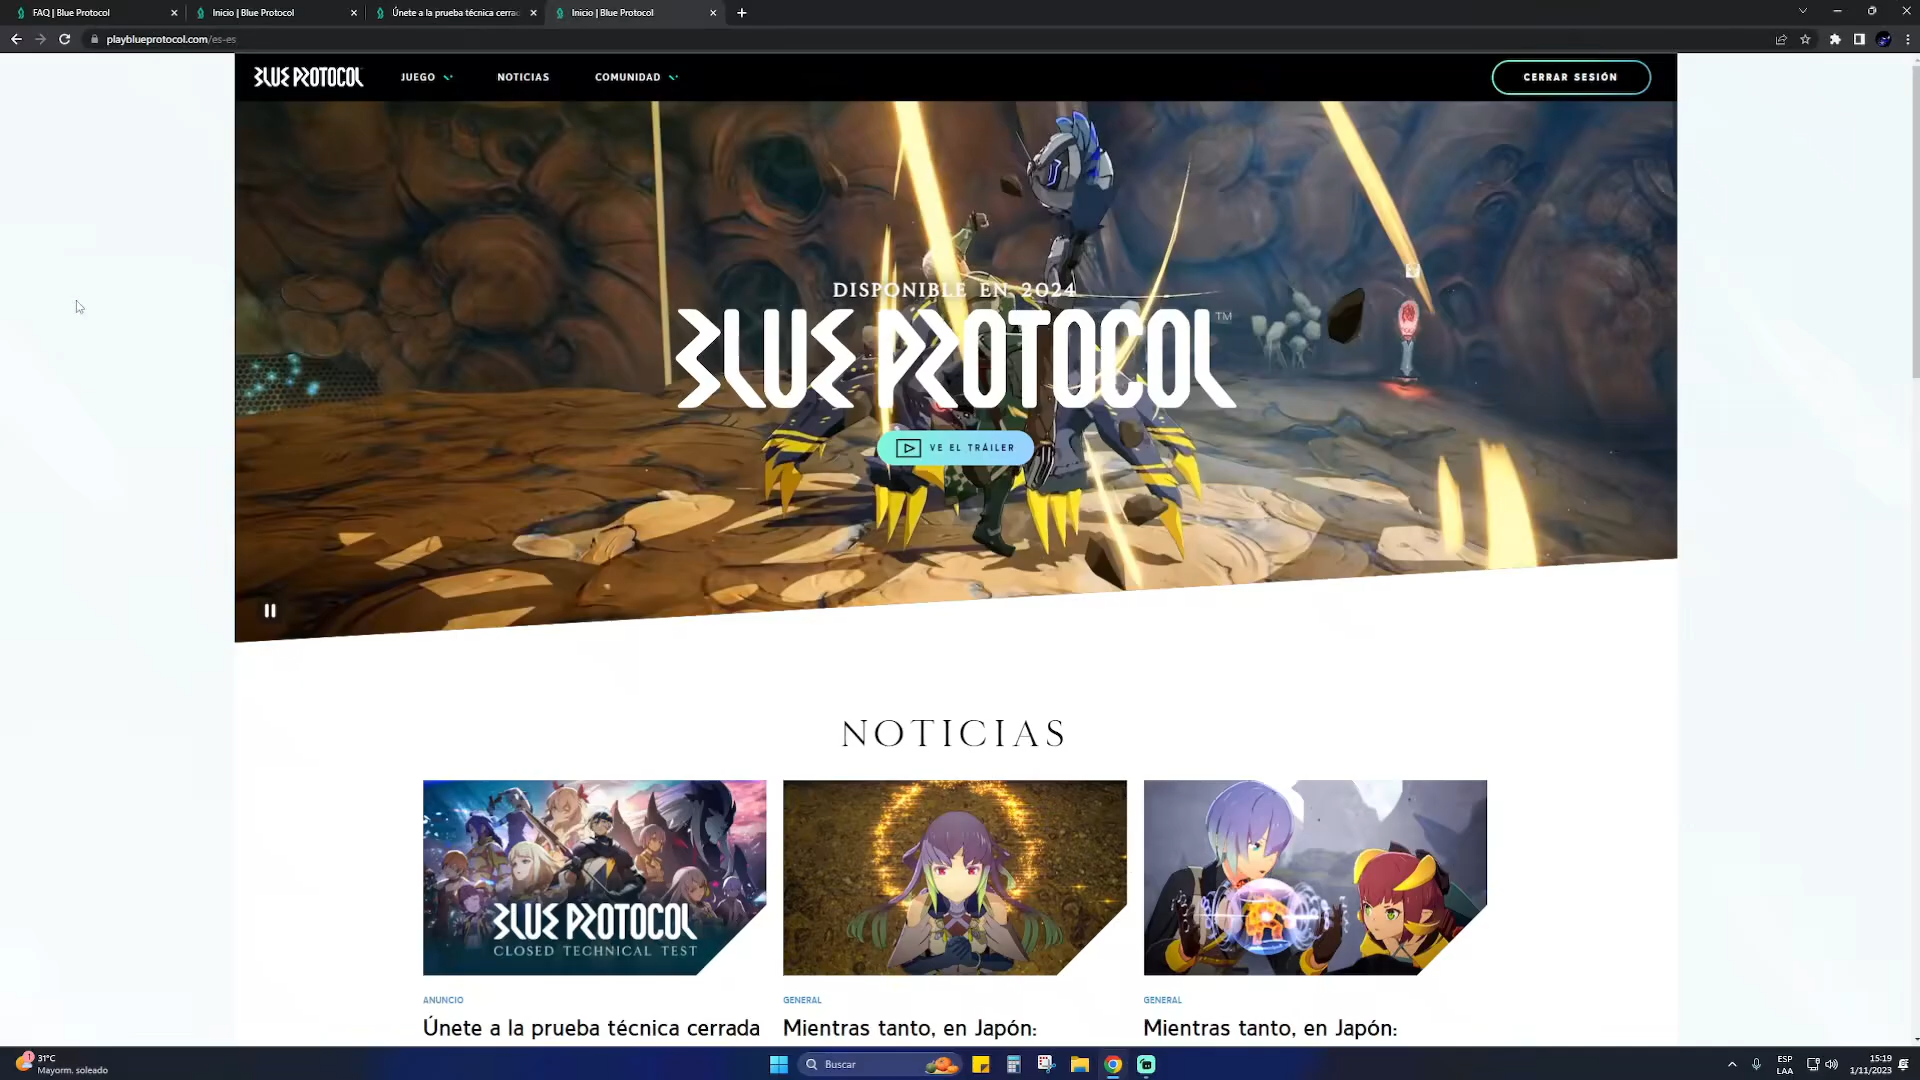 FAQ | Blue Protocol
Inicio | Blue Protocol
Únete a la prueba técnica cerrad
Inicio | Blue Protocol
playblueprotocol.com/es-es
BLUE PROTOCOL
JUEGO
NOTICIAS
COMUNIDAD
CERRAR SESIÓN
DISPONIBLE EN 2024
BLUE PROTOCOL™
VE EL TRÁILER
NOTICIAS
BLUE PROTOCOL
CLOSED TECHNICAL TEST
ANUNCIO
GENERAL
GENERAL
Únete a la prueba técnica cerrada
Mientras tanto, en Japón:
Mientras tanto, en Japón:
1
31°C
Mayorm. soleado
Buscar
ESP
LAA
15:19
1/11/2023